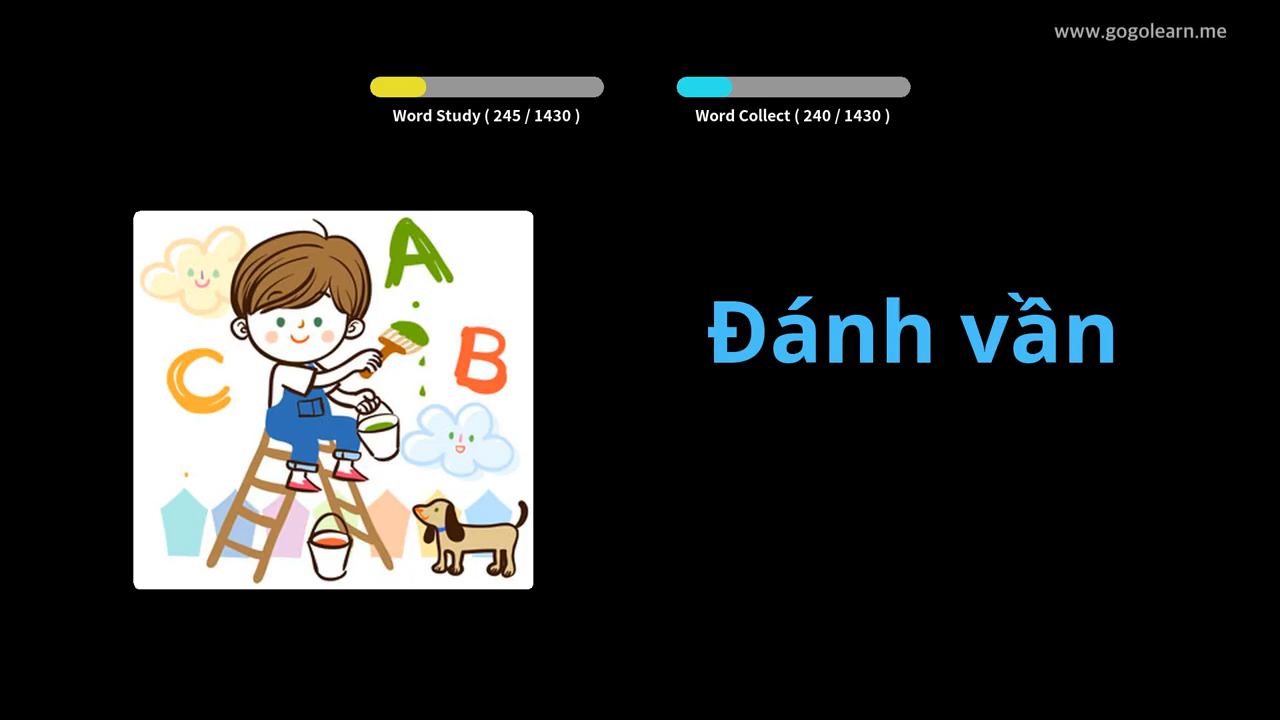 www.gogolearn.me
Word Study ( 245 / 1430 )
Word Collect ( 240 / 1430 )
A
B
C
Đánh vần